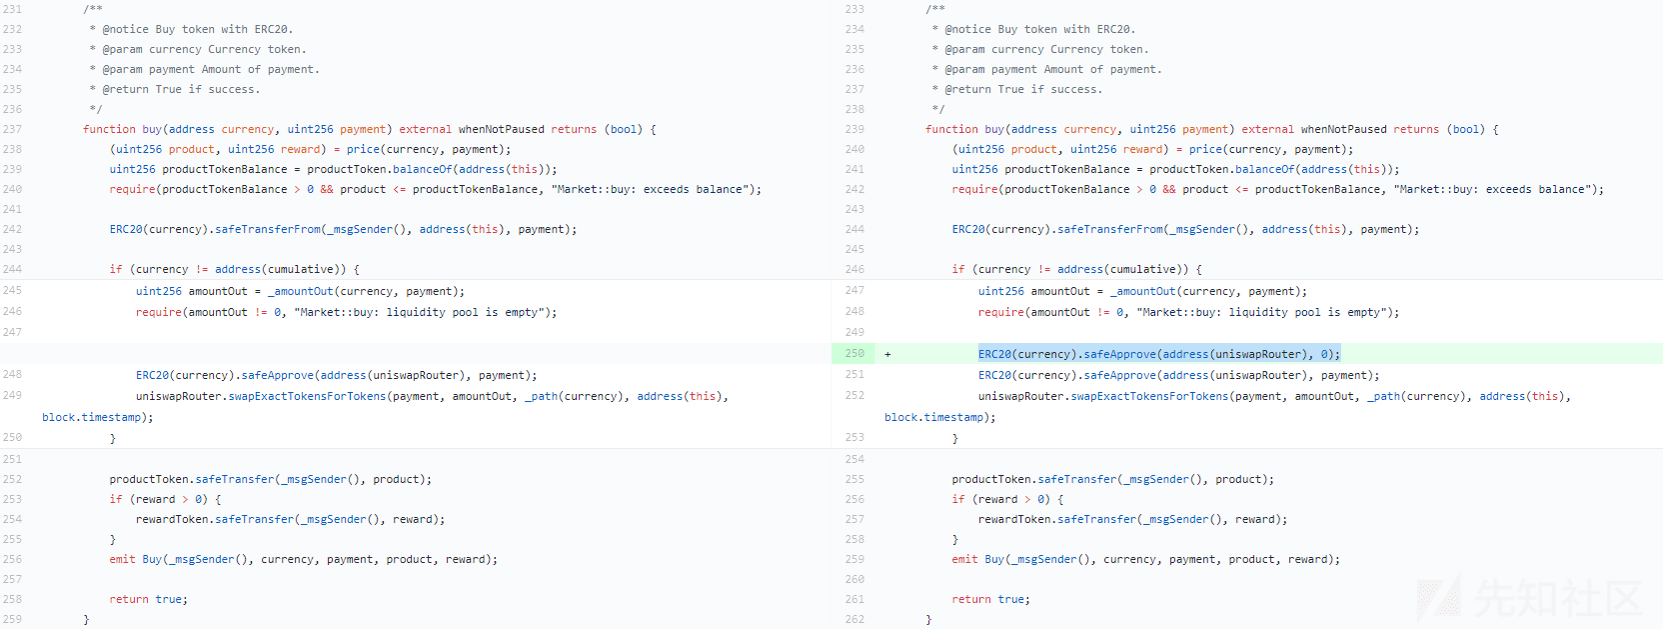 231 /**
232 * @notice Buy token with ERC20.
233 * @param currency Currency token.
234 * @param payment Amount of payment.
235 * @return True if success.
236 */
237 function buy(address currency, uint256 payment) external whenNotPaused returns (bool) {
238 (uint256 product, uint256 reward) = price(currency, payment);
239 uint256 productTokenBalance = productToken.balanceOf(address(this));
240 require(productTokenBalance > 0 && product <= productTokenBalance, "Market::buy: exceeds balance");
241
242 ERC20(currency).safeTransferFrom(_msgSender(), address(this), payment);
243
244 if (currency != address(cumulative)) {
245 uint256 amountOut = _amountOut(currency, payment);
246 require(amountOut != 0, "Market::buy: liquidity pool is empty");
247
248 ERC20(currency).safeApprove(address(uniswapRouter), payment);
249 uniswapRouter.swapExactTokensForTokens(payment, amountOut, _path(currency), address(this),
block.timestamp);
250 }
251
252 productToken.safeTransfer(_msgSender(), product);
253 if (reward > 0) {
254 rewardToken.safeTransfer(_msgSender(), reward);
255 }
256 emit Buy(_msgSender(), currency, payment, product, reward);
257
258 return true;
259 }
233 /**
234 * @notice Buy token with ERC20.
235 * @param currency Currency token.
236 * @param payment Amount of payment.
237 * @return True if success.
238 */
239 function buy(address currency, uint256 payment) external whenNotPaused returns (bool) {
240 (uint256 product, uint256 reward) = price(currency, payment);
241 uint256 productTokenBalance = productToken.balanceOf(address(this));
242 require(productTokenBalance > 0 && product <= productTokenBalance, "Market::buy: exceeds balance");
243
244 ERC20(currency).safeTransferFrom(_msgSender(), address(this), payment);
245
246 if (currency != address(cumulative)) {
247 uint256 amountOut = _amountOut(currency, payment);
248 require(amountOut != 0, "Market::buy: liquidity pool is empty");
249
250 + ERC20(currency).safeApprove(address(uniswapRouter), 0);
251 ERC20(currency).safeApprove(address(uniswapRouter), payment);
252 uniswapRouter.swapExactTokensForTokens(payment, amountOut, _path(currency), address(this),
block.timestamp);
253 }
254
255 productToken.safeTransfer(_msgSender(), product);
256 if (reward > 0) {
257 rewardToken.safeTransfer(_msgSender(), reward);
258 }
259 emit Buy(_msgSender(), currency, payment, product, reward);
260
261 return true;
262 }
先知社区